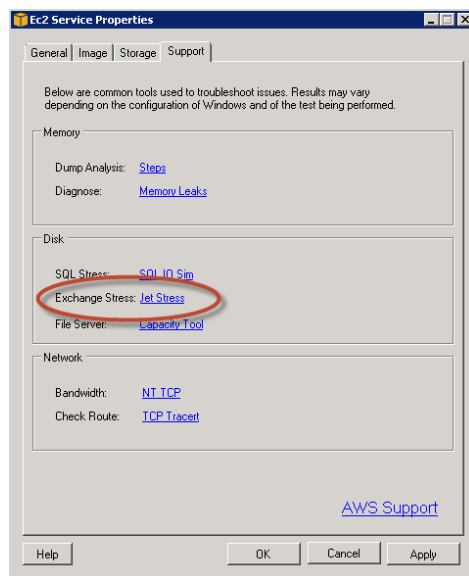 Ec2 Service Properties
General Image Storage Support
Below are common tools used to troubleshoot issues. Results may vary
depending on the configuration of Windows and of the test being performed.
Memory
Dump Analysis: Steps
Diagnose: Memory Leaks
Disk
SQL Stress: SQL IO Sim
Exchange Stress: Jet Stress
File Server: Capacity Tool
Network
Bandwidth: NT TCP
Check Route: TCP Tracert
AWS Support
Help OK Cancel Apply